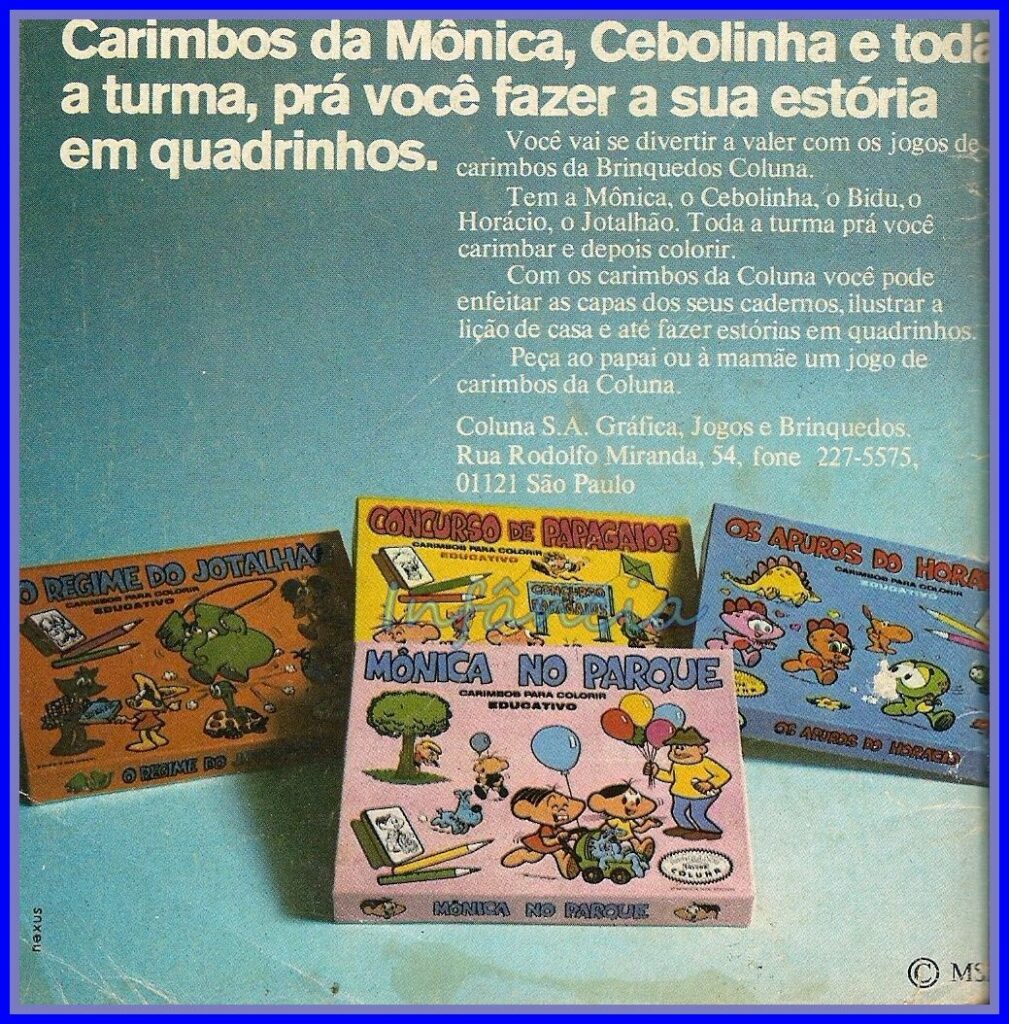 Carimbos da Mônica, Cebolinha e toda
a turma, prá você fazer a sua estória
em quadrinhos.
Você vai se divertir a valer com os jogos de
carimbos da Brinquedos Coluna.
Tem a Mônica, o Cebolinha, o Bidu, o
Horácio, o Jotalhão. Toda a turma prá você
carimbar e depois colorir.
Com os carimbos da Coluna você pode
enfeitar as capas dos seus cadernos, ilustrar a
lição de casa e até fazer estórias em quadrinhos.
Peça ao papai ou à mamãe um jogo de
carimbos da Coluna.
Coluna S.A. Gráfica, Jogos e Brinquedos.
Rua Rodolfo Miranda, 54, fone 227-5575,
01121 São Paulo
O REGIME DO JOTALHÃO
CARIMBOS PARA COLORIR
EDUCATIVO
O REGIME DO
CONCURSO DE PAPAGAIOS
CARIMBOS PARA COLORIR
EDUCATIVO
CONCURSO
DE
PAPAGAIOS
Infância
OS APUROS DO HORA
CARIMBOS PARA COLORIR
EDUCATIVO
OS APUROS DO HORÁCIO
MÔNICA NO PARQUE
CARIMBOS PARA COLORIR
EDUCATIVO
COLUNA
MÔNICA NO PARQUE
nexus
© MS